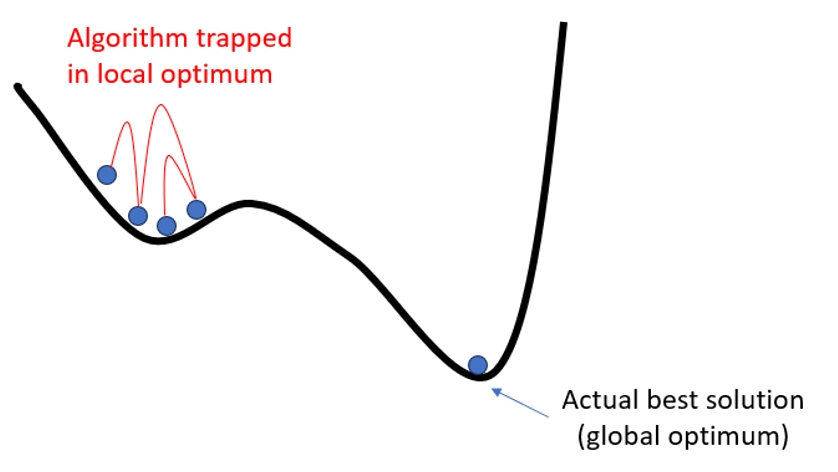 Algorithm trapped
in local optimum
Actual best solution
(global optimum)